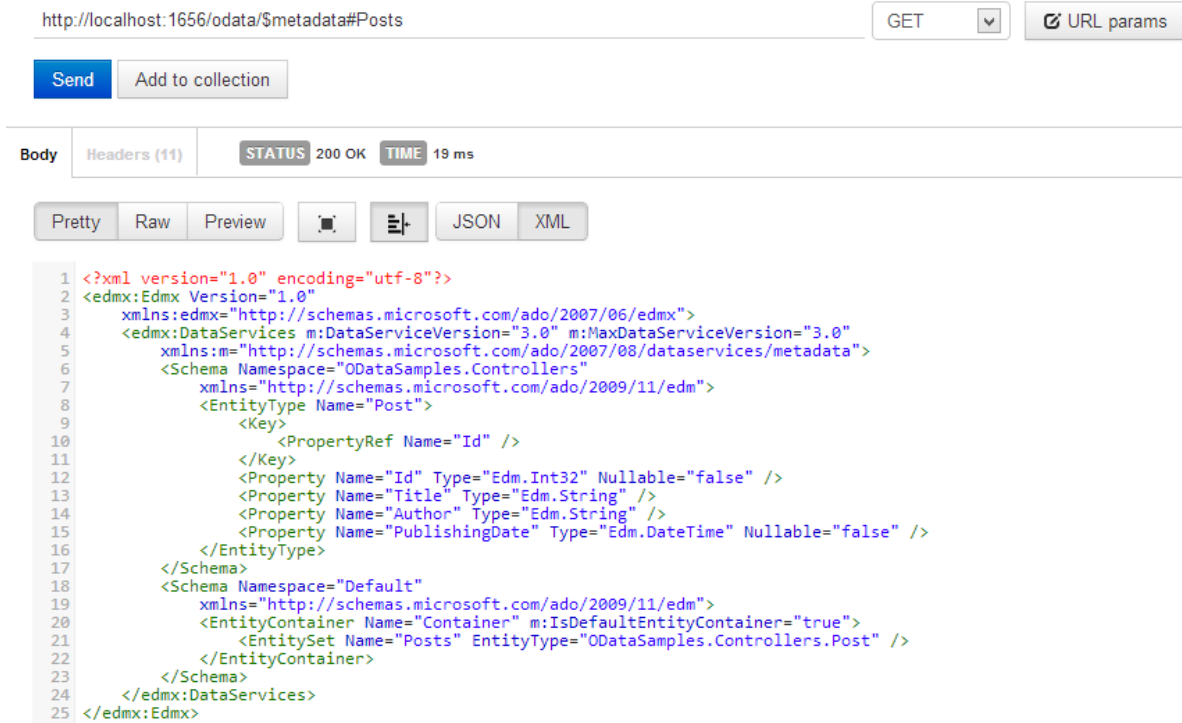 http://localhost:1656/odata/$metadata#Posts GET URL params
Send Add to collection
Body Headers (11) STATUS 200 OK TIME 19 ms
Pretty Raw Preview JSON XML
1 <?xml version="1.0" encoding="utf-8"?>
2 <edmx:Edmx Version="1.0"
3 xmlns:edmx="http://schemas.microsoft.com/ado/2007/06/edmx">
4 <edmx:DataServices m:DataServiceVersion="3.0" m:MaxDataServiceVersion="3.0"
5 xmlns:m="http://schemas.microsoft.com/ado/2007/08/dataservices/metadata">
6 <Schema Namespace="ODataSamples.Controllers"
7 xmlns="http://schemas.microsoft.com/ado/2009/11/edm">
8 <EntityType Name="Post">
9 <Key>
10 <PropertyRef Name="Id" />
11 </Key>
12 <Property Name="Id" Type="Edm.Int32" Nullable="false" />
13 <Property Name="Title" Type="Edm.String" />
14 <Property Name="Author" Type="Edm.String" />
15 <Property Name="PublishingDate" Type="Edm.DateTime" Nullable="false" />
16 </EntityType>
17 </Schema>
18 <Schema Namespace="Default"
19 xmlns="http://schemas.microsoft.com/ado/2009/11/edm">
20 <EntityContainer Name="Container" m:IsDefaultEntityContainer="true">
21 <EntitySet Name="Posts" EntityType="ODataSamples.Controllers.Post" />
22 </EntityContainer>
23 </Schema>
24 </edmx:DataServices>
25 </edmx:Edmx>